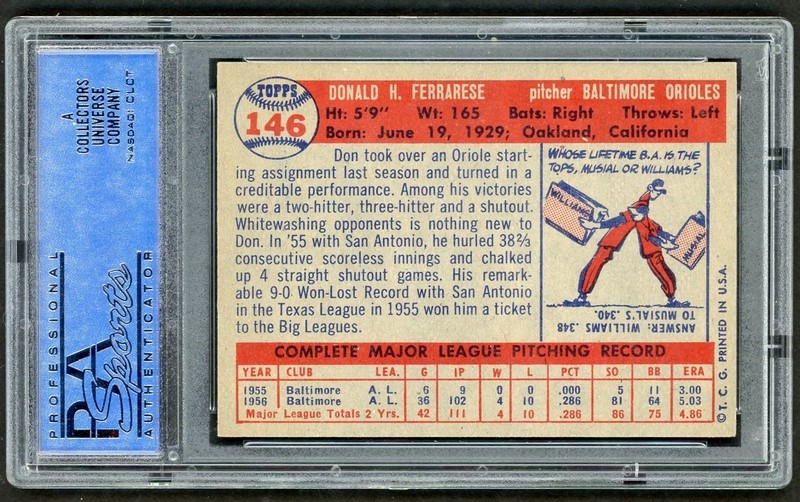 A
COLLECTORS
UNIVERSE
COMPANY
NASDAQ: CLCT
PROFESSIONAL
PSA
Sports
AUTHENTICATOR
TOPPS
146
DONALD H. FERRARESE pitcher BALTIMORE ORIOLES
Ht: 5'9" Wt: 165 Bats: Right Throws: Left
Born: June 19, 1929; Oakland, California
Don took over an Oriole start-
ing assignment last season and turned in a
creditable performance. Among his victories
were a two-hitter, three-hitter and a shutout.
Whitewashing opponents is nothing new to
Don. In '55 with San Antonio, he hurled 38⅔
consecutive scoreless innings and chalked
up 4 straight shutout games. His remark-
able 9-0 Won-Lost Record with San Antonio
in the Texas League in 1955 won him a ticket
to the Big Leagues.
WHOSE LIFETIME B.A. IS THE
TOPS, MUSIAL OR WILLIAMS?
WILLIAMS
MUSIAL
ANSWER: WILLIAMS .348
TO MUSIAL'S .340.
COMPLETE MAJOR LEAGUE PITCHING RECORD
YEAR CLUB LEA. G IP W L PCT SO BB ERA
1955 Baltimore A. L. 6 9 0 0 .000 5 11 3.00
1956 Baltimore A. L. 36 102 4 10 .286 81 64 5.03
Major League Totals 2 Yrs. 42 111 4 10 .286 86 75 4.86
© T. C. G. PRINTED IN U.S.A.